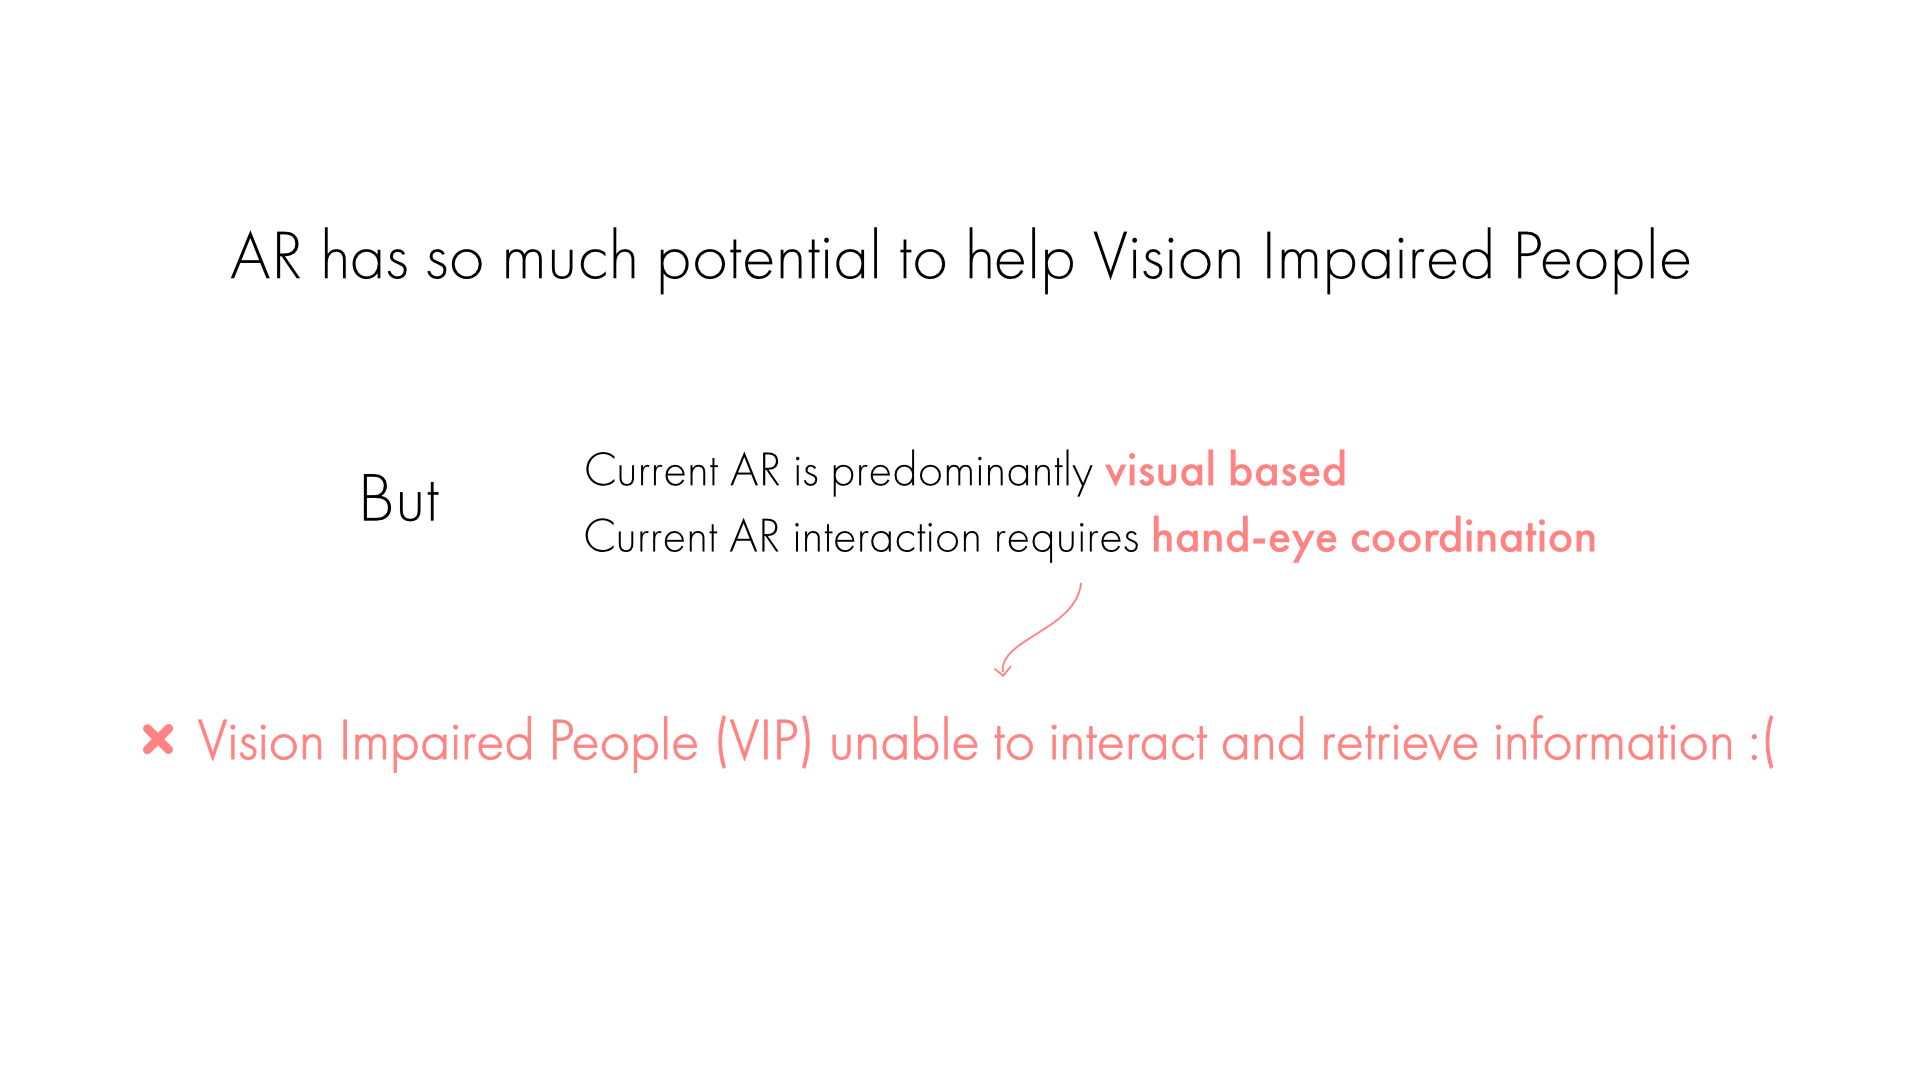 AR has so much potential to help Vision Impaired People
But
Current AR is predominantly visual based
Current AR interaction requires hand-eye coordination
✖ Vision Impaired People (VIP) unable to interact and retrieve information :(